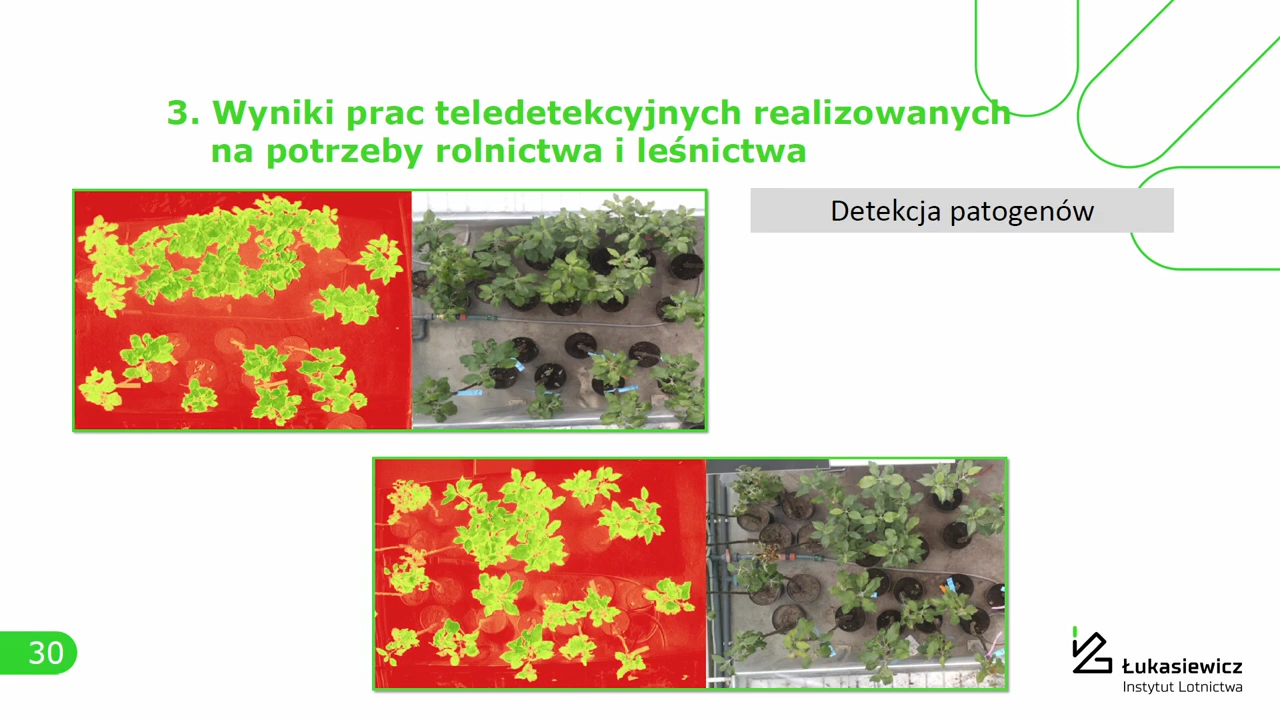 3. Wyniki prac teledetekcyjnych realizowanych
na potrzeby rolnictwa i leśnictwa
Detekcja patogenów
30
Łukasiewicz
Instytut Lotnictwa